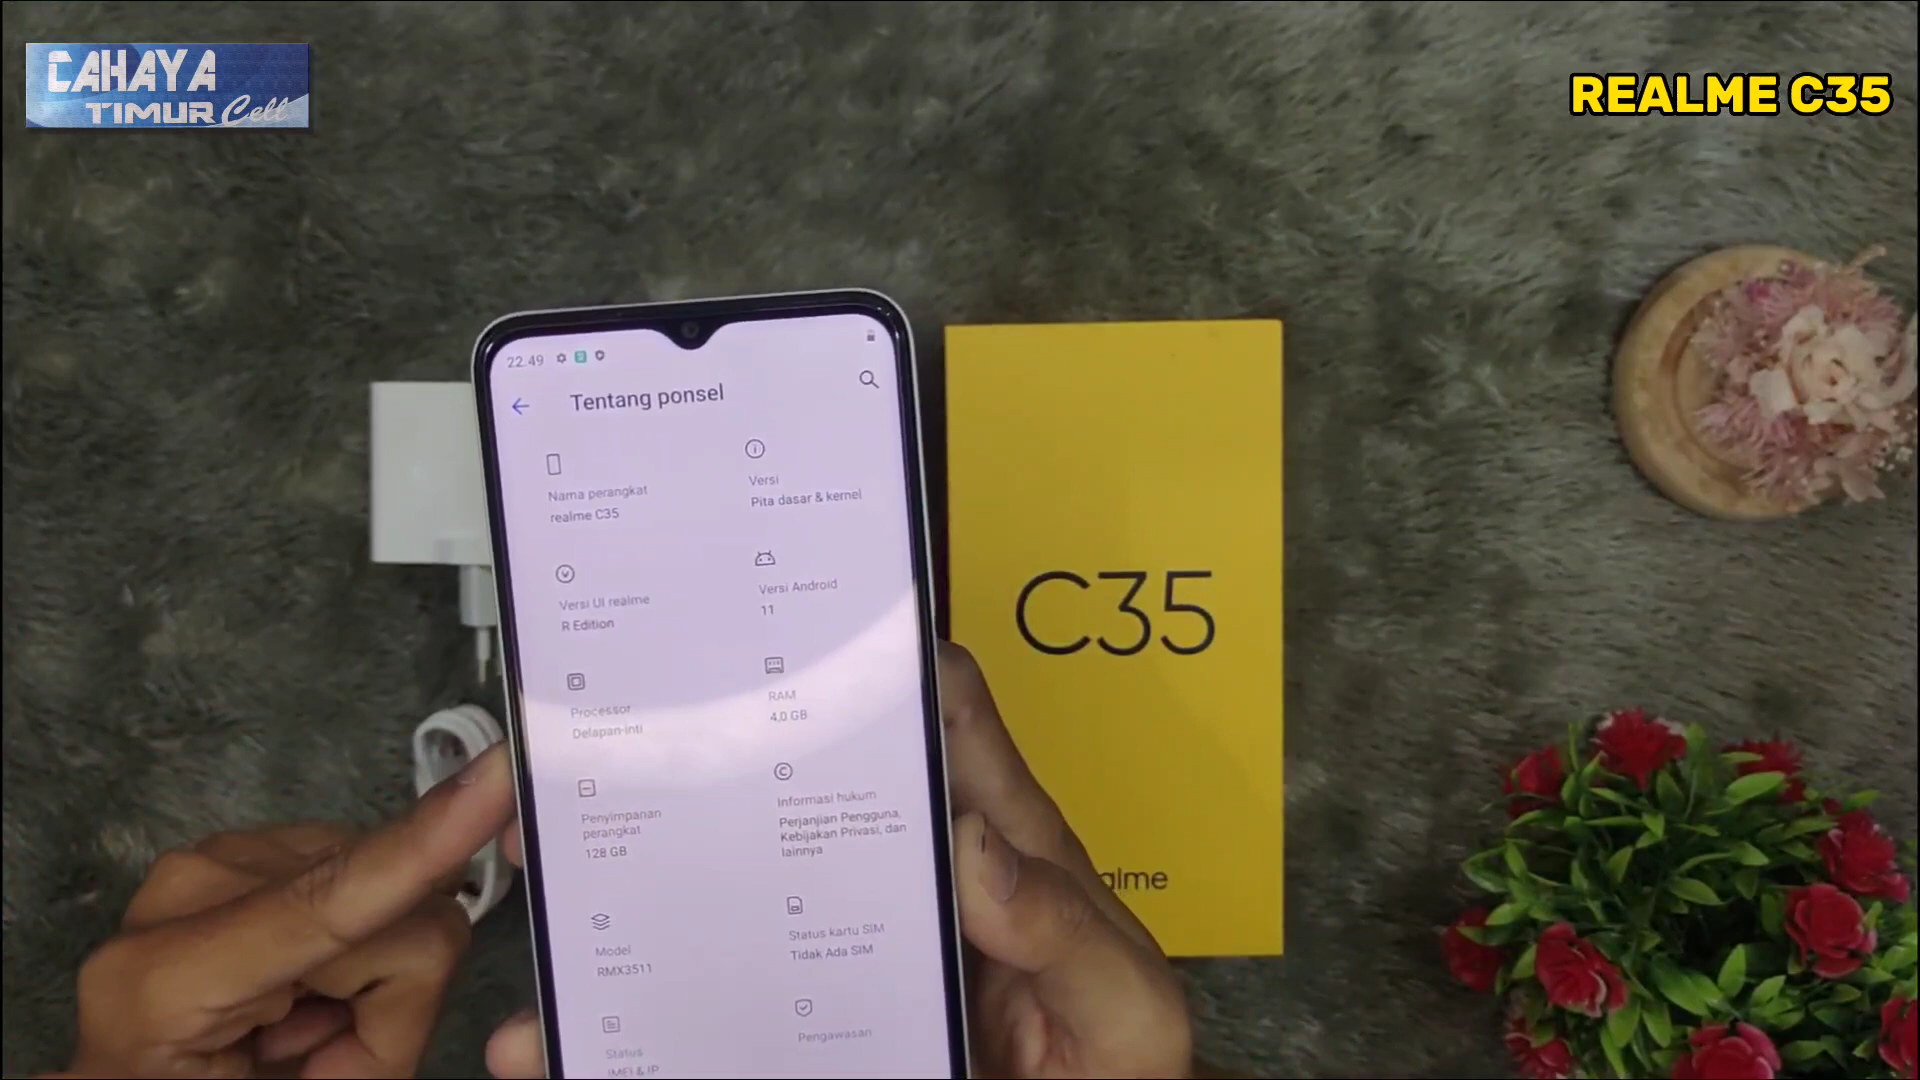 CAHAYA
TIMUR Cell
REALME C35
22.49
Tentang ponsel
Nama perangkat
realme C35
Versi
Pita dasar & kernel
Versi UI realme
R Edition
Versi Android
11
Processor
Delapan-inti
RAM
4,0 GB
Penyimpanan
perangkat
128 GB
Informasi hukum
Perjanjian Pengguna,
Kebijakan Privasi, dan
lainnya
Model
RMX3511
Status kartu SIM
Tidak Ada SIM
Status
IMEI & IP
Pengawasan
C35
alme